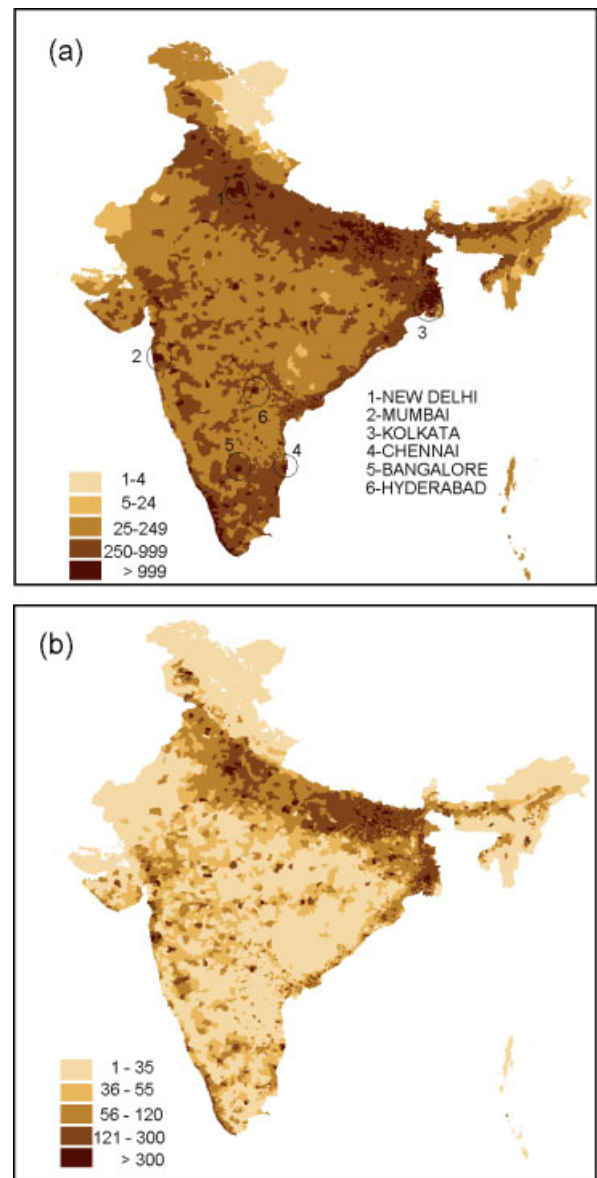 (a)
1
2
3
6
5
4
1-NEW DELHI
2-MUMBAI
3-KOLKATA
4-CHENNAI
5-BANGALORE
6-HYDERABAD
1-4
5-24
25-249
250-999
> 999
(b)
1 - 35
36 - 55
56 - 120
121 - 300
> 300